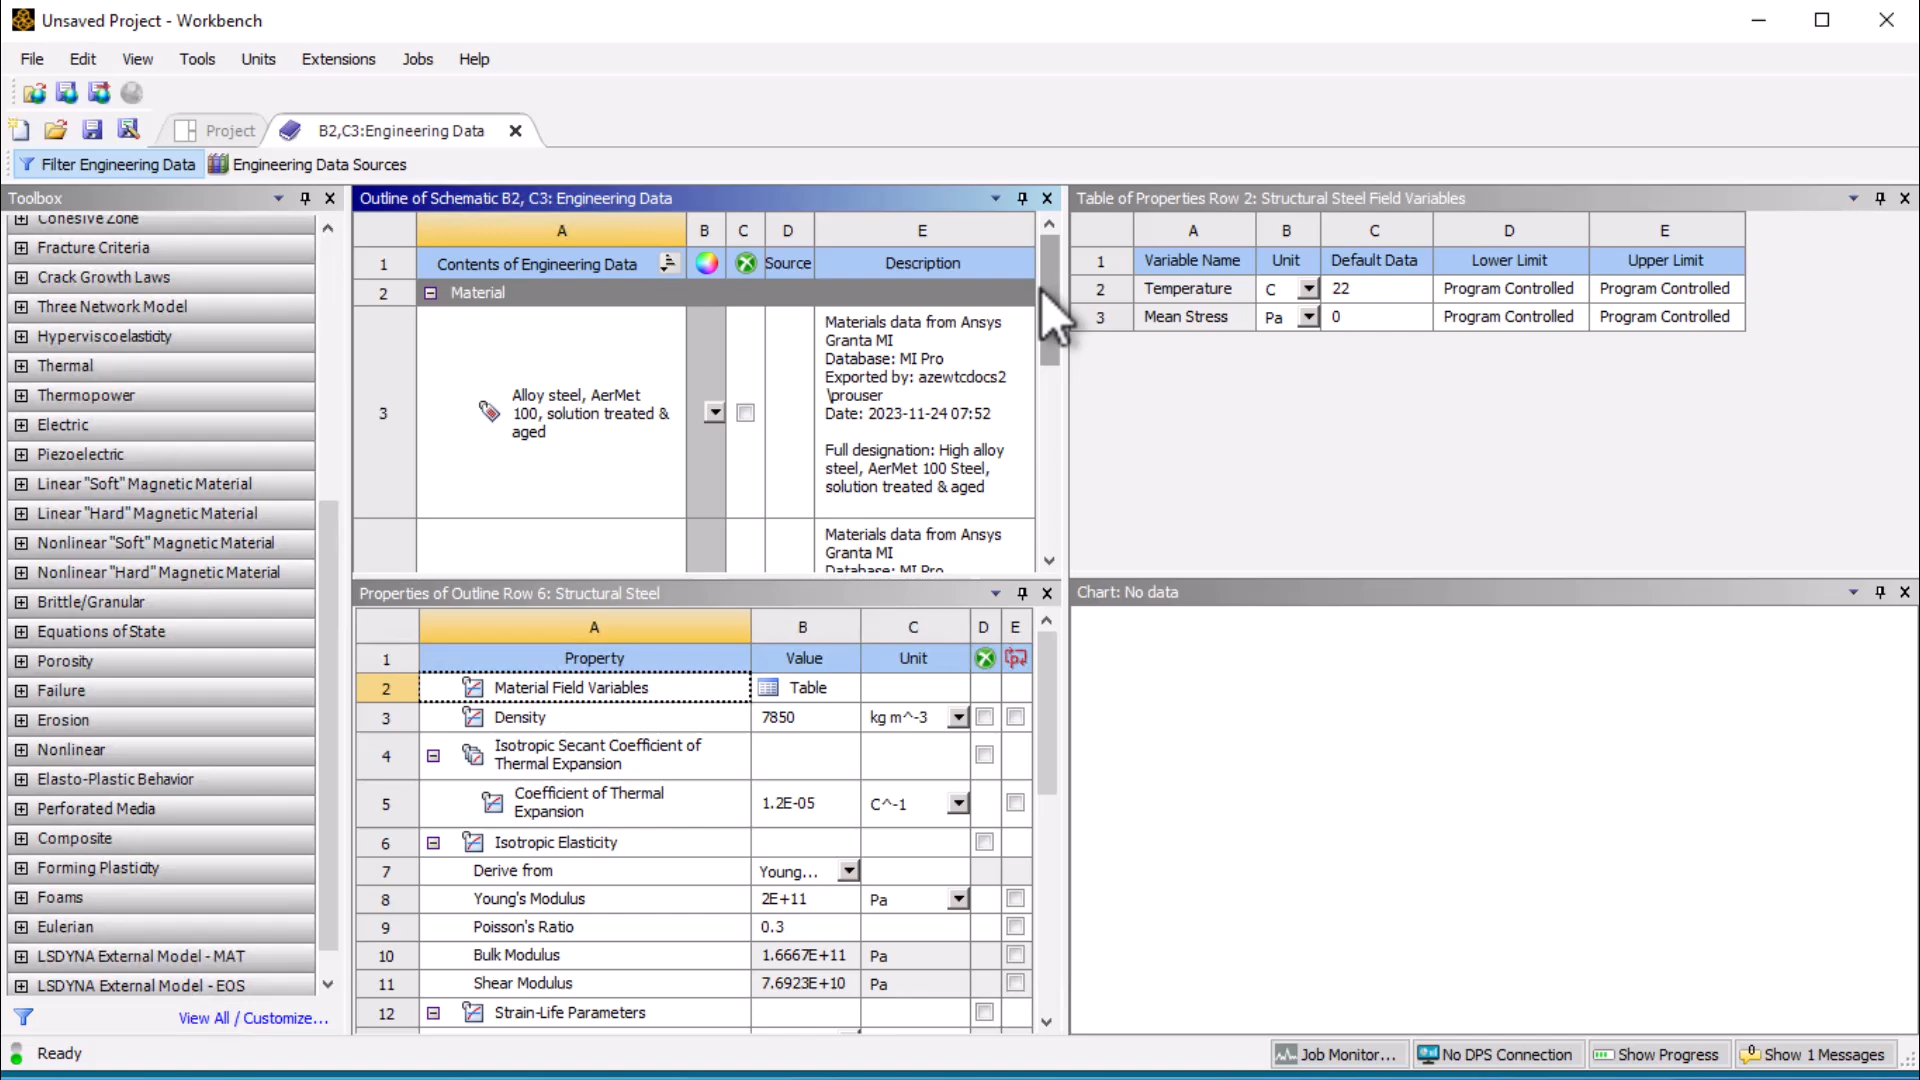 Unsaved Project - Workbench
File Edit View Tools Units Extensions Jobs Help
Project B2,C3:Engineering Data
Filter Engineering Data Engineering Data Sources
Toolbox
Cohesive Zone
Fracture Criteria
Crack Growth Laws
Three Network Model
Hyperviscoelasticity
Thermal
Thermopower
Electric
Piezoelectric
Linear "Soft" Magnetic Material
Linear "Hard" Magnetic Material
Nonlinear "Soft" Magnetic Material
Nonlinear "Hard" Magnetic Material
Brittle/Granular
Equations of State
Porosity
Failure
Erosion
Nonlinear
Elasto-Plastic Behavior
Perforated Media
Composite
Forming Plasticity
Foams
Eulerian
LSDYNA External Model - MAT
LSDYNA External Model - EOS
View All / Customize...
Outline of Schematic B2, C3: Engineering Data
A B C D E
1 Contents of Engineering Data Source Description
2 Material
3
Alloy steel, AerMet
100, solution treated &
aged
Materials data from Ansys
Granta MI
Database: MI Pro
Exported by: azewtcdocs2
\prouser
Date: 2023-11-24 07:52
Full designation: High alloy
steel, AerMet 100 Steel,
solution treated & aged
Materials data from Ansys
Granta MI
Database: MI Pro
Properties of Outline Row 6: Structural Steel
A B C D E
1 Property Value Unit
2 Material Field Variables Table
3 Density 7850 kg m^-3
4 Isotropic Secant Coefficient of
Thermal Expansion
5 Coefficient of Thermal
Expansion 1.2E-05 C^-1
6 Isotropic Elasticity
7 Derive from Young...
8 Young's Modulus 2E+11 Pa
9 Poisson's Ratio 0.3
10 Bulk Modulus 1.6667E+11 Pa
11 Shear Modulus 7.6923E+10 Pa
12 Strain-Life Parameters
Table of Properties Row 2: Structural Steel Field Variables
A B C D E
1 Variable Name Unit Default Data Lower Limit Upper Limit
2 Temperature C 22 Program Controlled Program Controlled
3 Mean Stress Pa 0 Program Controlled Program Controlled
Chart: No data
Ready
Job Monitor... No DPS Connection Show Progress Show 1 Messages